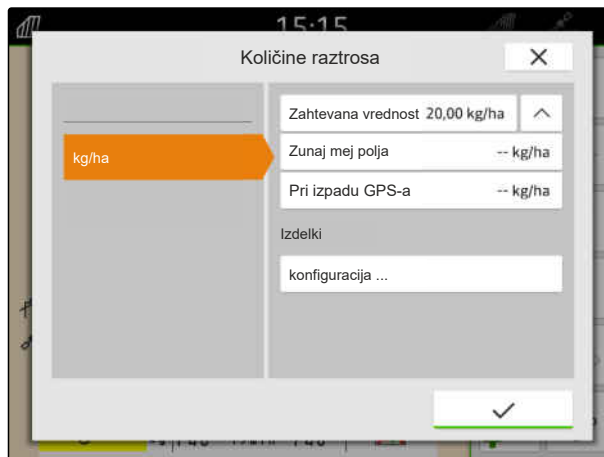 15:15
Količine raztrosa
Zahtevana vrednost 20,00 kg/ha
kg/ha
Zunaj mej polja -- kg/ha
Pri izpadu GPS-a -- kg/ha
Izdelki
konfiguracija ...